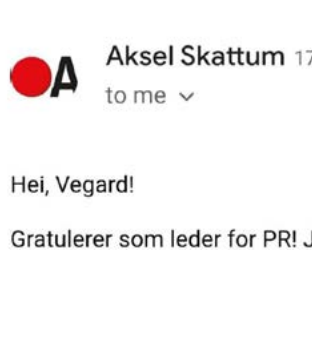 Aksel Skattum 17
to me
Hei, Vegard!
Gratulerer som leder for PR! J